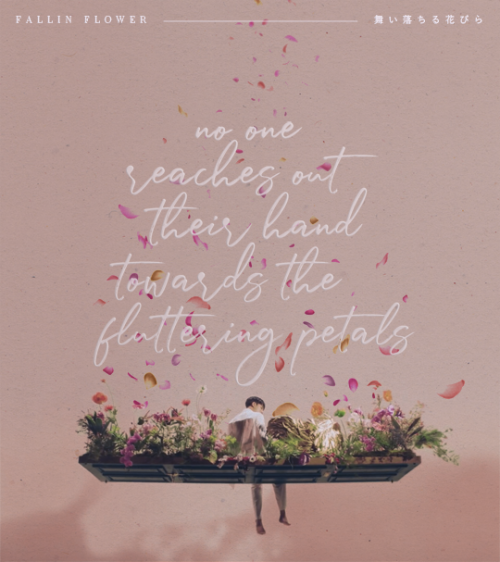 FALLIN FLOWER
舞い落ちる花びら
no one
reaches out
their hand
towards the
fluttering petals